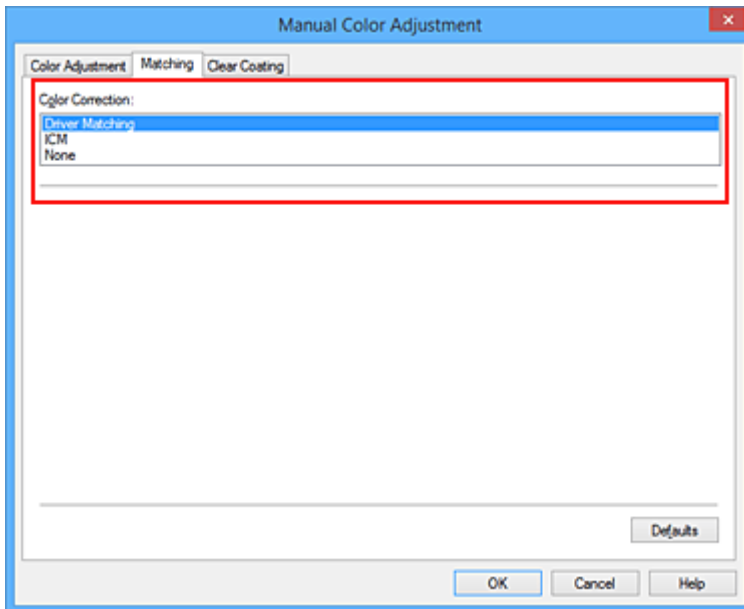 Manual Color Adjustment
Color Adjustment Matching Clear Coating
Color Correction:
Driver Matching
ICM
None
Defaults
OK Cancel Help